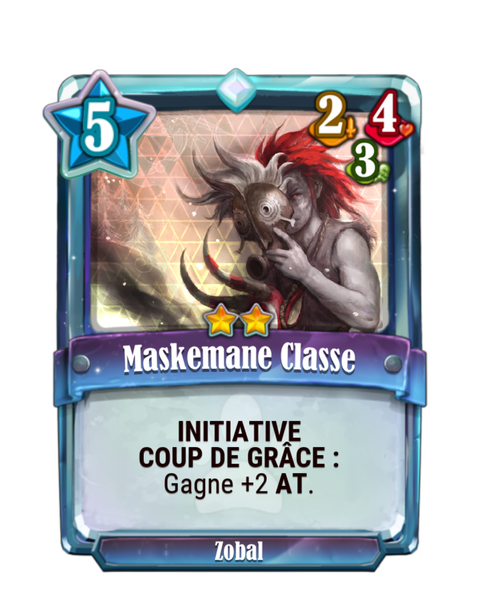 5
2
4
3
Maskemane Classe
INITIATIVE
COUP DE GRÂCE :
Gagne +2 AT.
Zobal